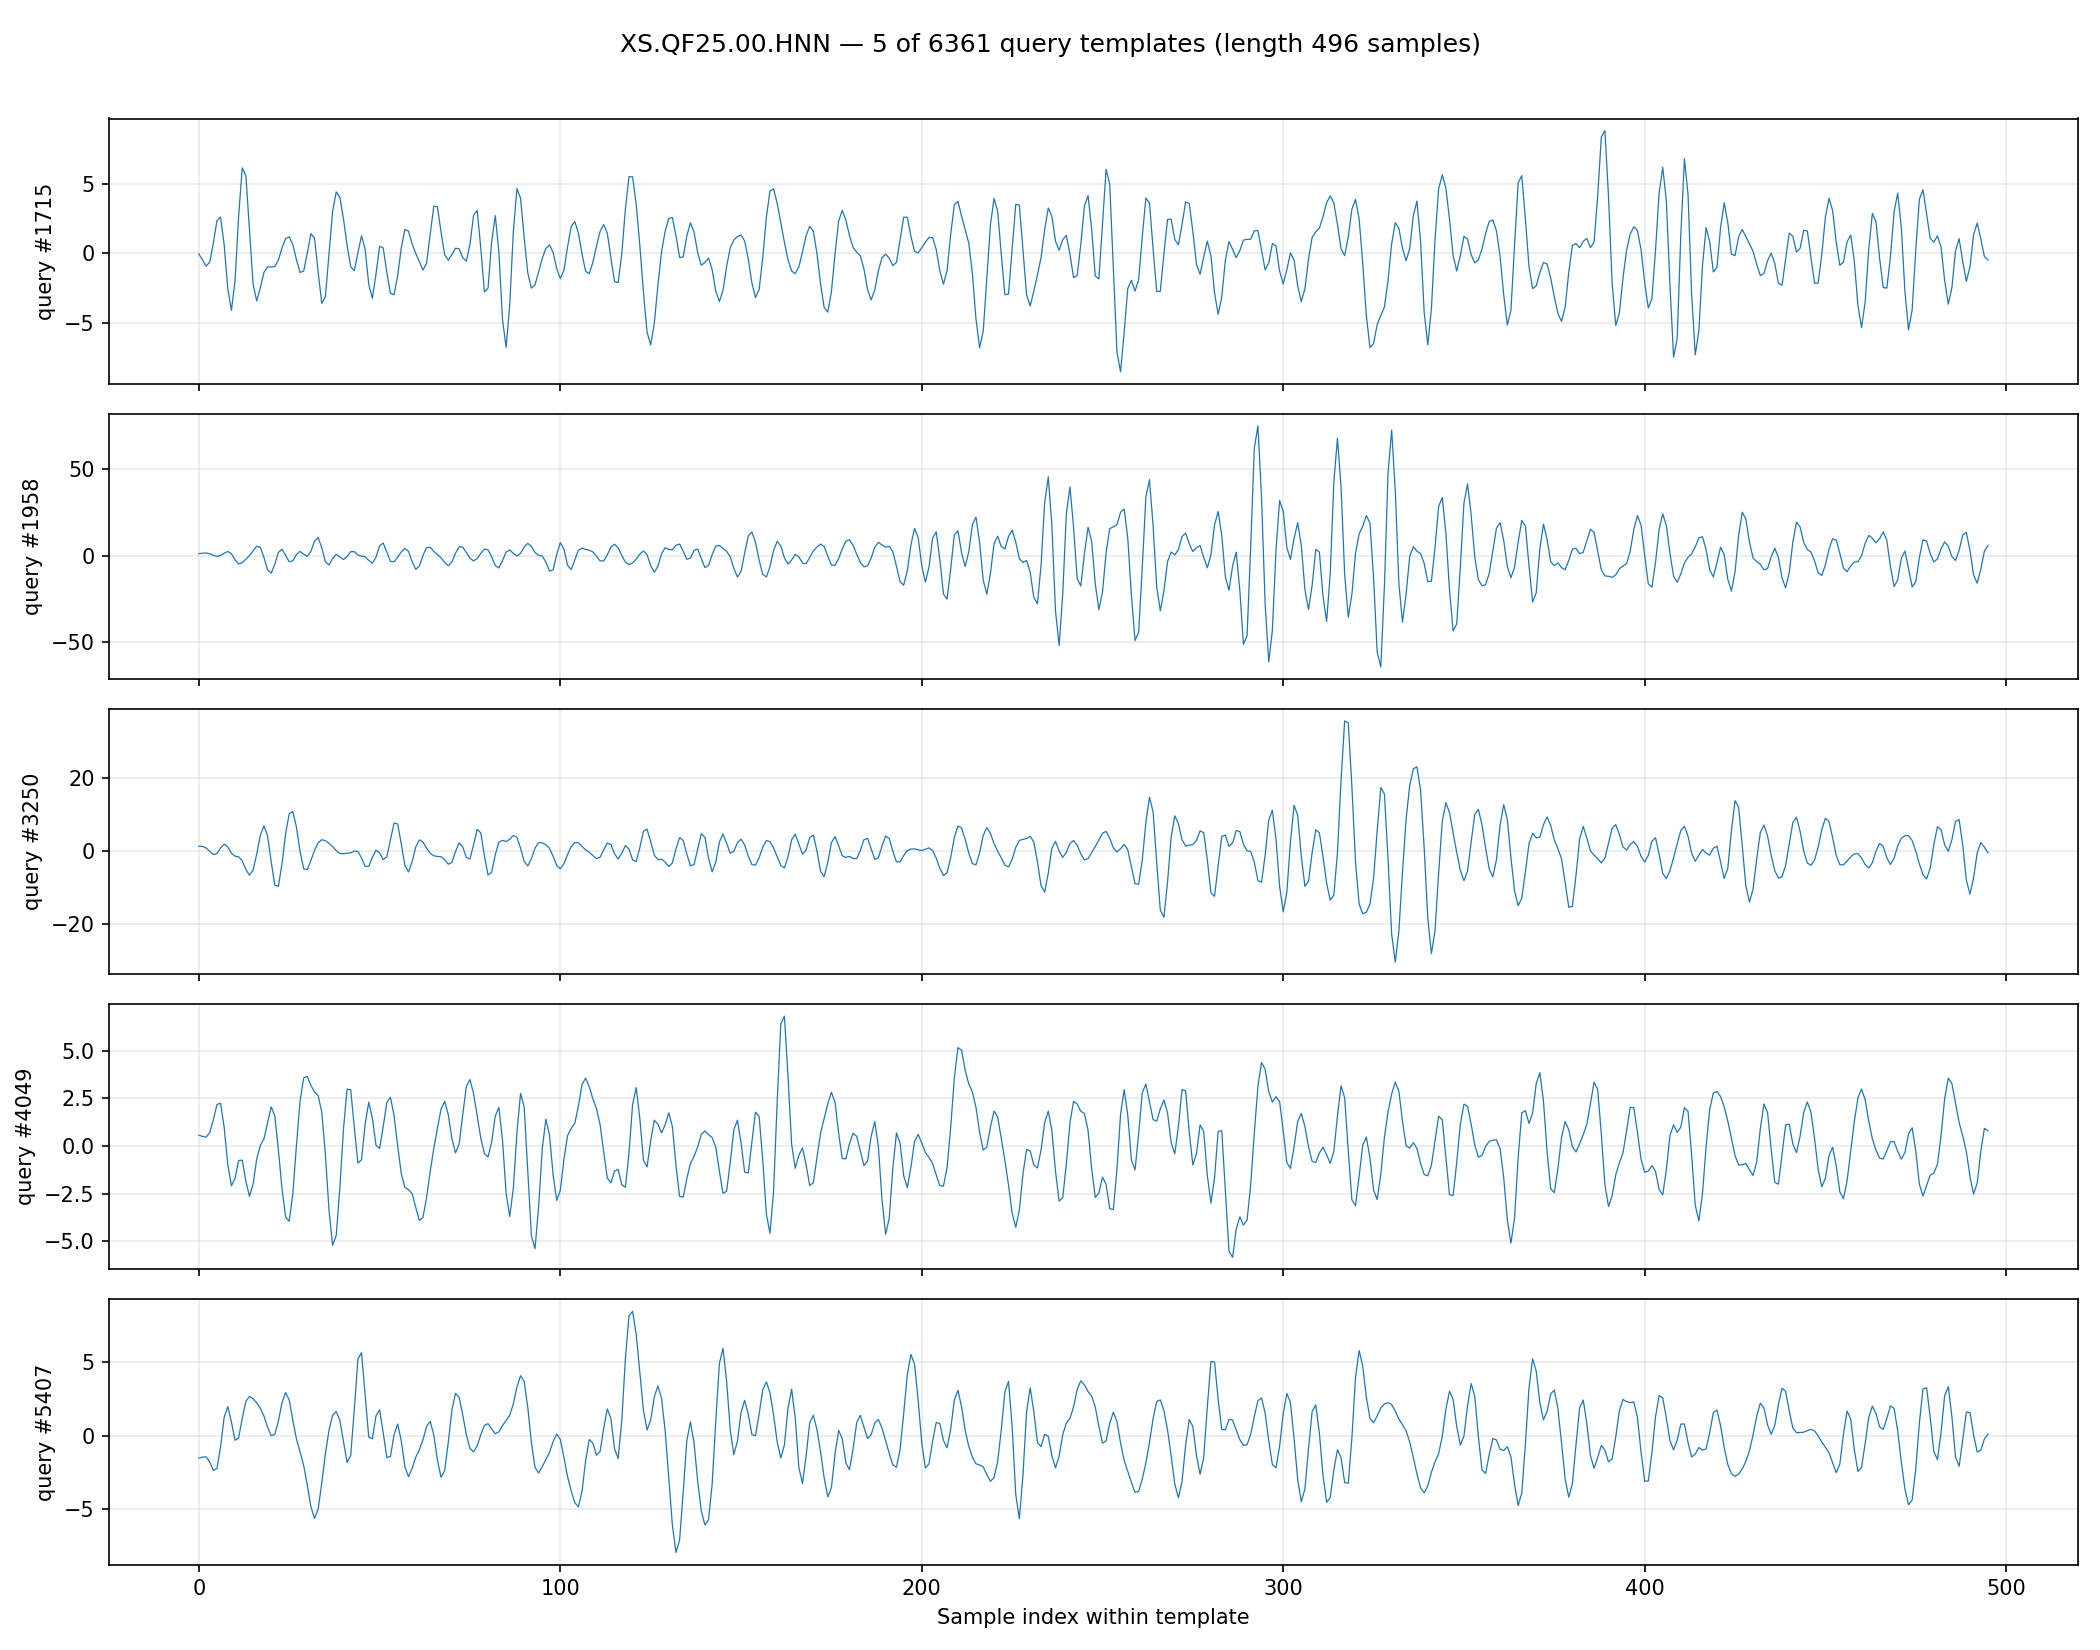 XS.QF25.00.HNN — 5 of 6361 query templates (length 496 samples)
query #1715
5
0
−5
query #1958
50
0
−50
query #3250
20
0
−20
query #4049
5.0
2.5
0.0
−2.5
−5.0
query #5407
5
0
−5
0 100 200 300 400 500
Sample index within template